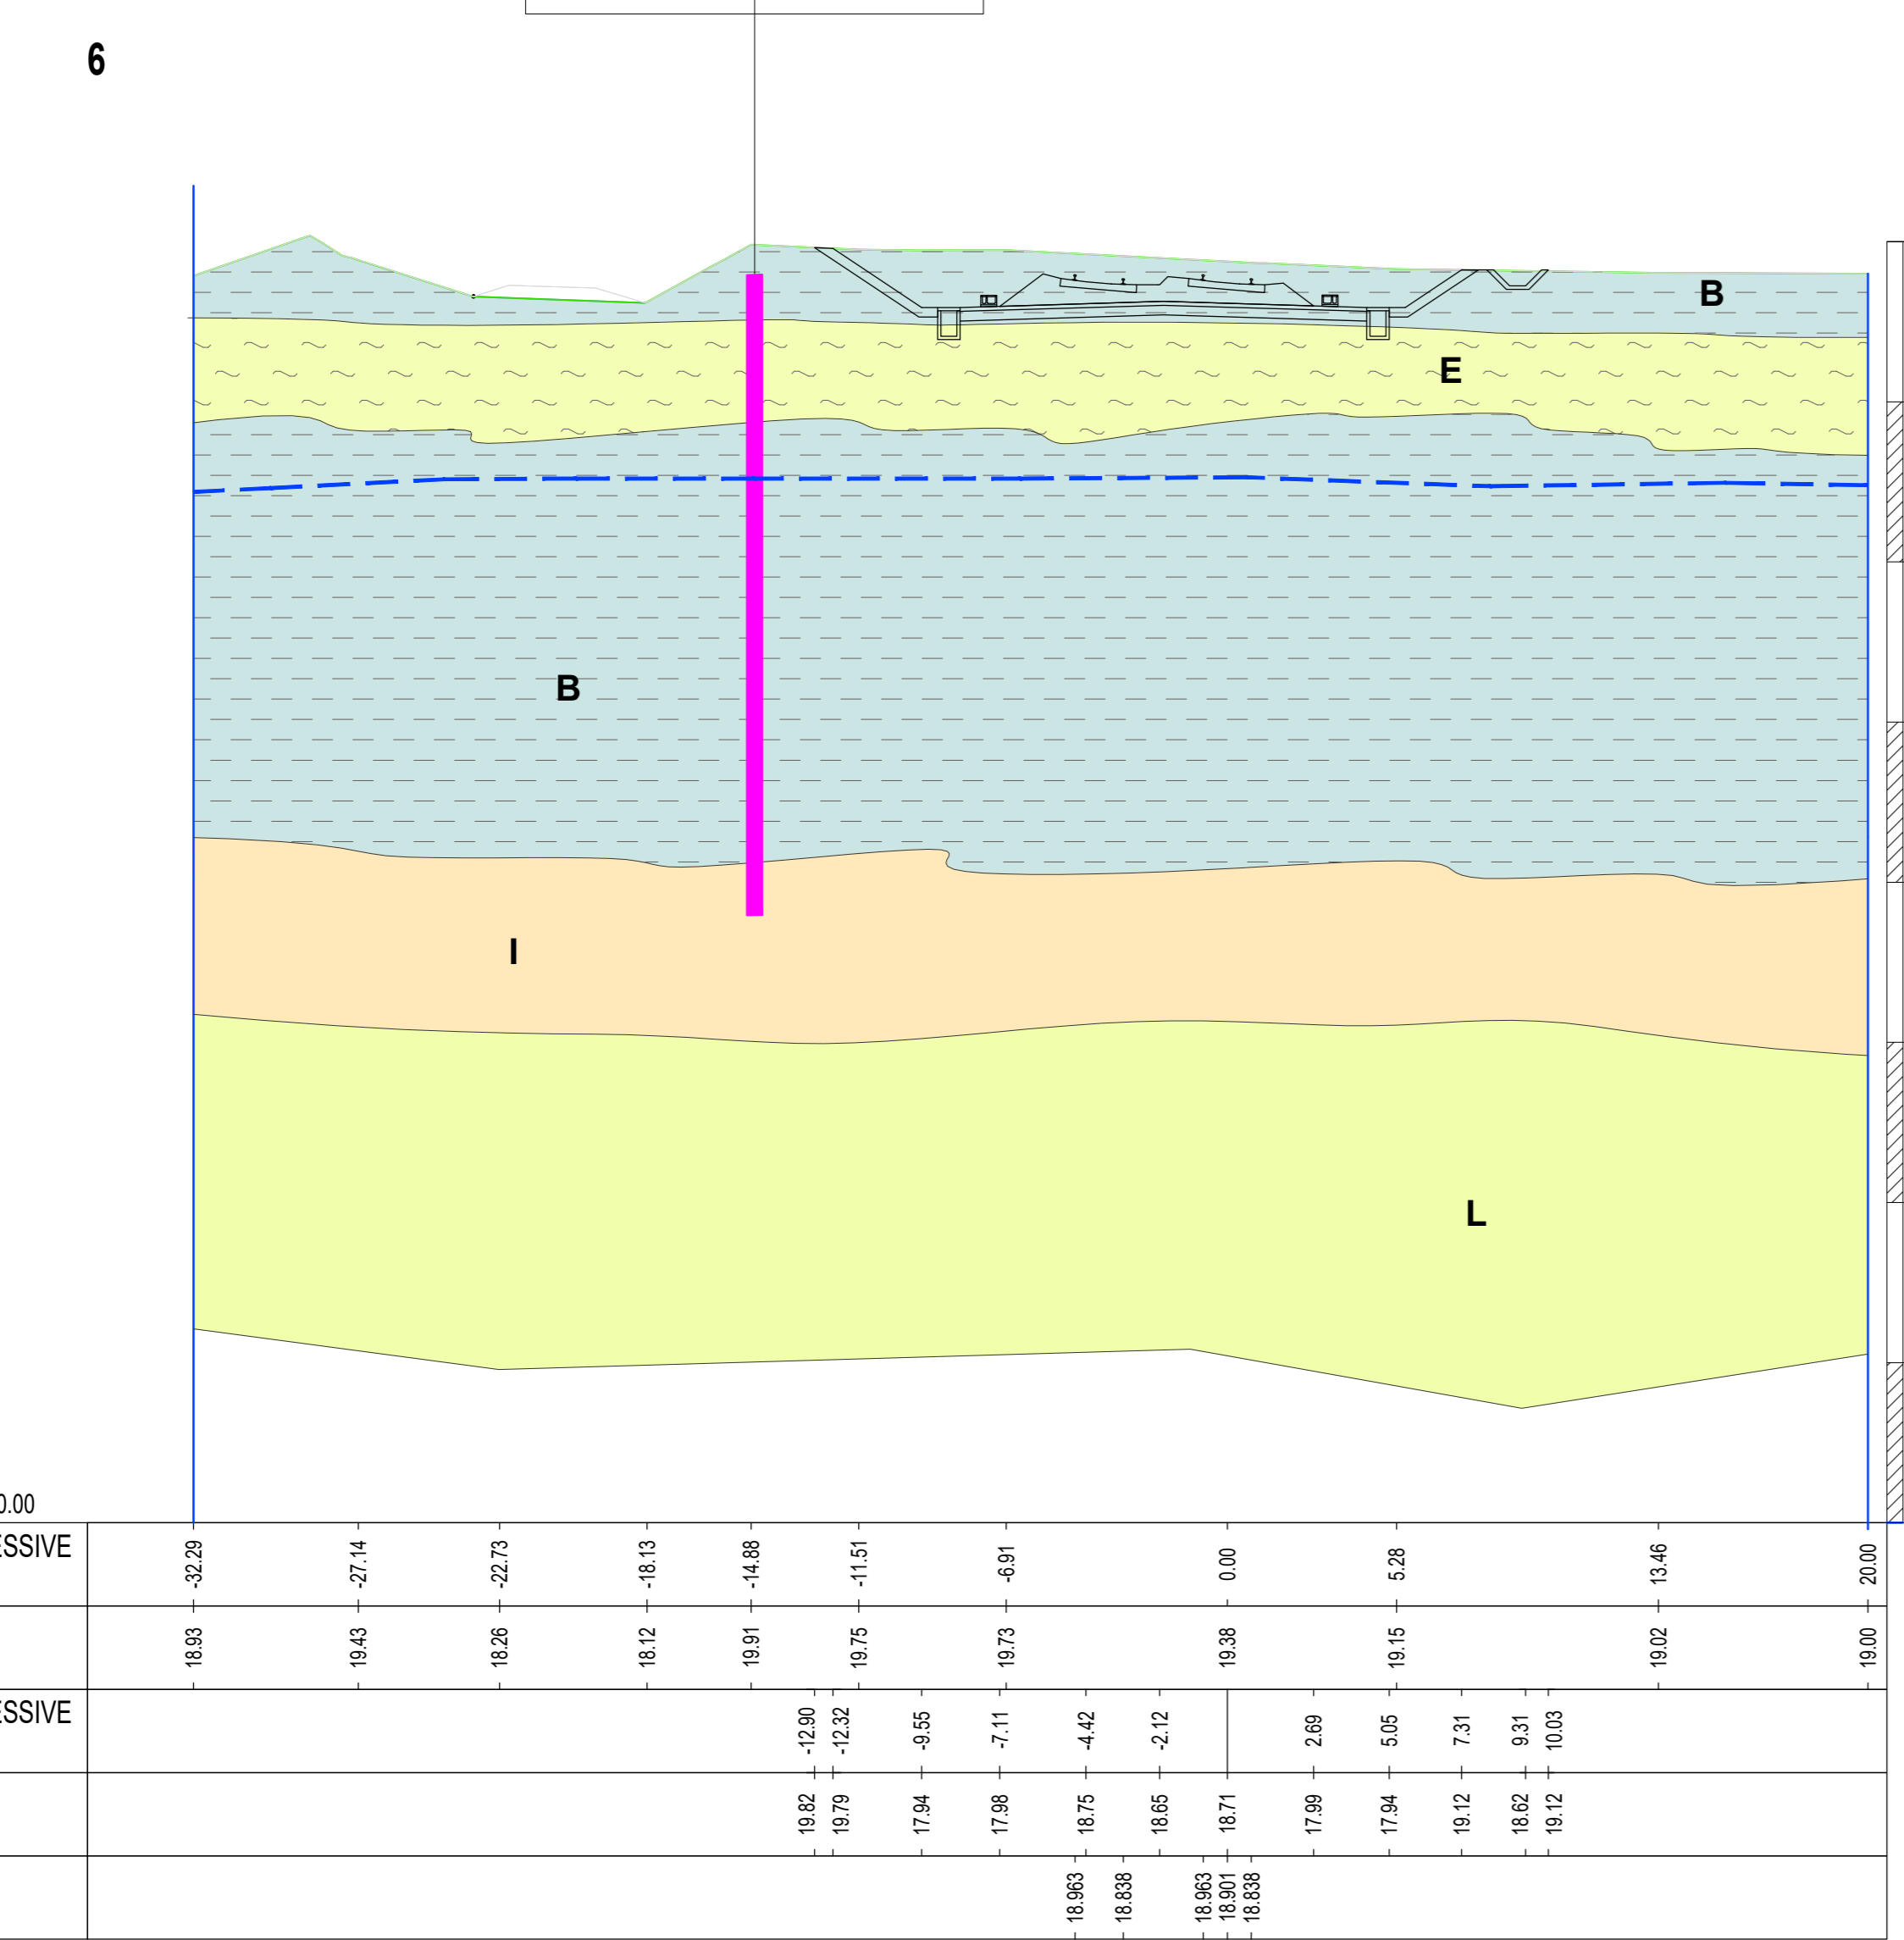 6
B
E
B
I
L
0.00
ESSIVE
-32.29 -27.14 -22.73 -18.13 -14.88 -11.51 -6.91 0.00 5.28 13.46 20.00
18.93 19.43 18.26 18.12 19.91 19.75 19.73 19.38 19.15 19.02 19.00
ESSIVE
-12.90 -12.32 -9.55 -7.11 -4.42 -2.12 2.69 5.05 7.31 9.31 10.03
19.82 19.79 17.94 17.98 18.75 18.65 18.71 17.99 17.94 19.12 18.62 19.12
18.963 18.838 18.963 18.901 18.838